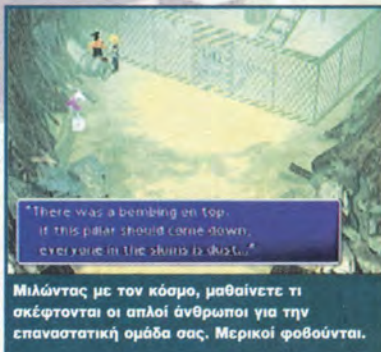 "There was a bombing on top.
if this pillar should come down,
everyone in the slums is dust..."
Μιλώντας με τον κόσμο, μαθαίνετε τι
σκέφτονται οι απλοί άνθρωποι για την
επαναστατική ομάδα σας. Μερικοί φοβούνται.